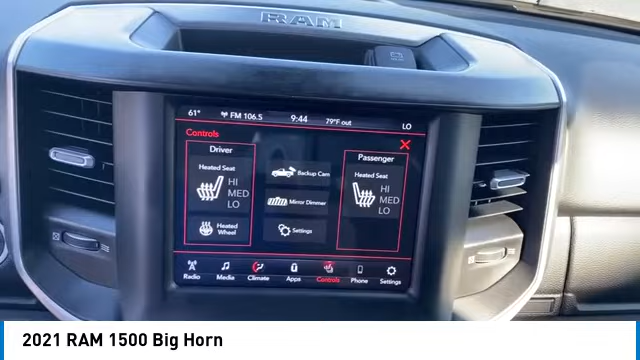 RAM
61° FM 106.5 9:44 79°F out LO
Controls
Driver
Passenger
Heated Seat
HI
MED
LO
Heated Wheel
Backup Cam
Mirror Dimmer
Settings
Heated Seat
HI
MED
LO
Radio Media Climate Apps Controls Phone Settings
2021 RAM 1500 Big Horn